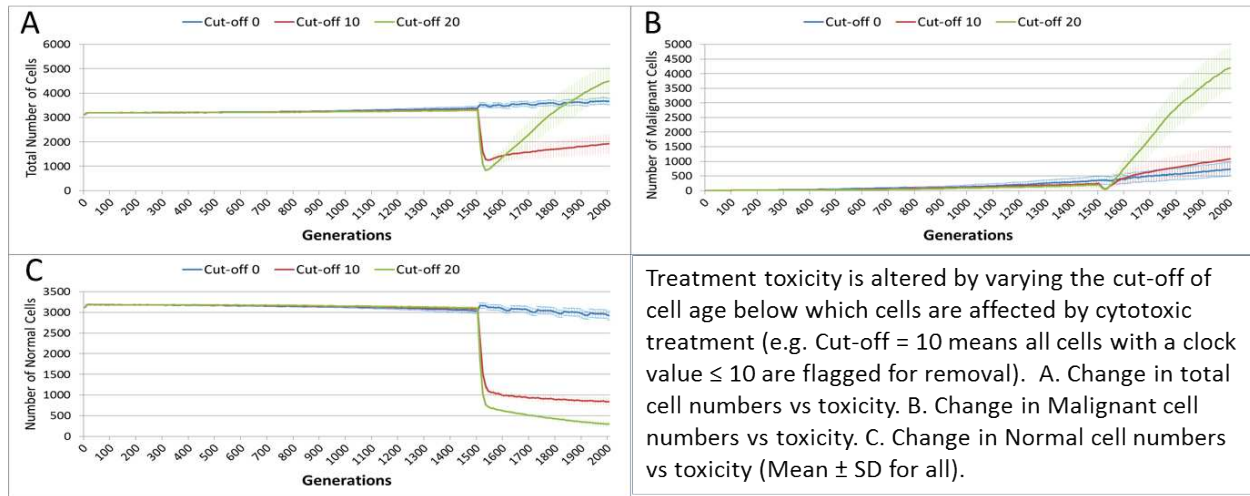 A
Cut-off 0 Cut-off 10 Cut-off 20
Total Number of Cells
6000
5000
4000
3000
2000
1000
0
0 100 200 300 400 500 600 700 800 900 1000 1100 1200 1300 1400 1500 1600 1700 1800 1900 2000
Generations
B
Cut-off 0 Cut-off 10 Cut-off 20
Number of Malignant Cells
5000
4500
4000
3500
3000
2500
2000
1500
1000
500
0
0 100 200 300 400 500 600 700 800 900 1000 1100 1200 1300 1400 1500 1600 1700 1800 1900 2000
Generations
C
Cut-off 0 Cut-off 10 Cut-off 20
Number of Normal Cells
3500
3000
2500
2000
1500
1000
500
0
0 100 200 300 400 500 600 700 800 900 1000 1100 1200 1300 1400 1500 1600 1700 1800 1900 2000
Generations
Treatment toxicity is altered by varying the cut-off of
cell age below which cells are affected by cytotoxic
treatment (e.g. Cut-off = 10 means all cells with a clock
value ≤ 10 are flagged for removal). A. Change in total
cell numbers vs toxicity. B. Change in Malignant cell
numbers vs toxicity. C. Change in Normal cell numbers
vs toxicity (Mean ± SD for all).